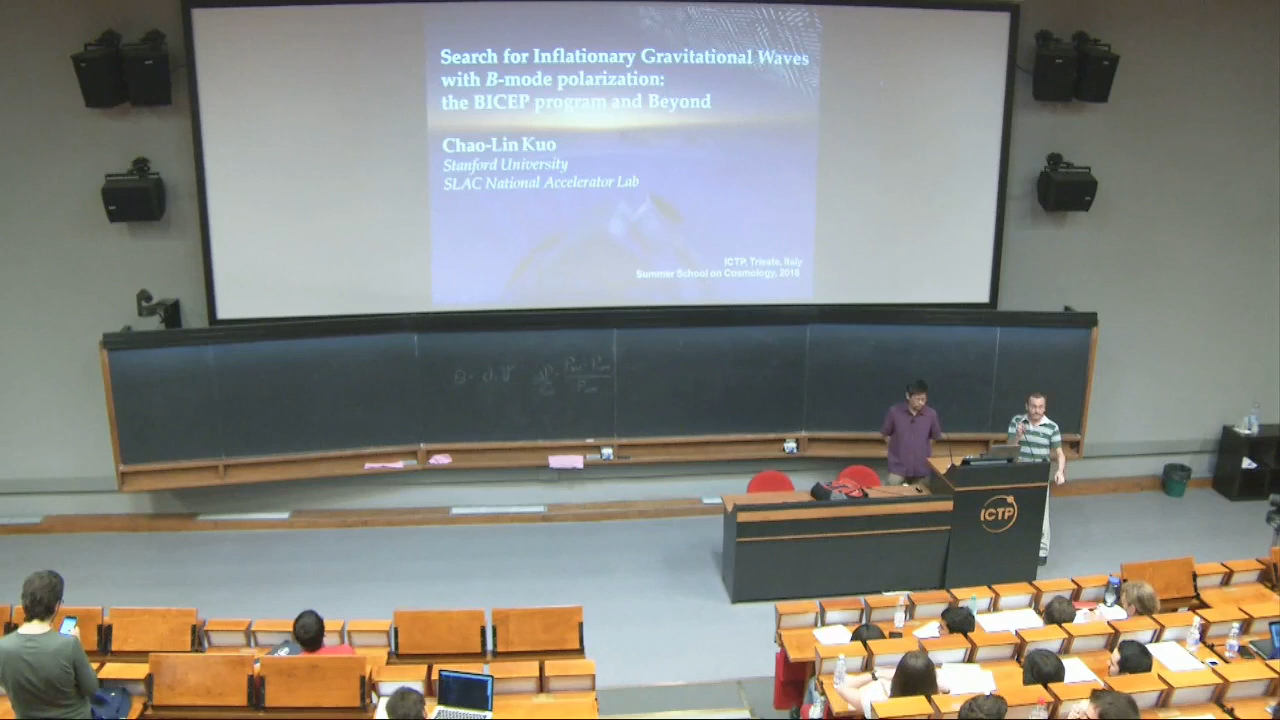 Search for Inflationary Gravitational Waves
with B-mode polarization:
the BICEP program and Beyond
Chao-Lin Kuo
Stanford University
SLAC National Accelerator Lab
ICTP, Trieste, Italy
Summer School on Cosmology, 2016
ICTP